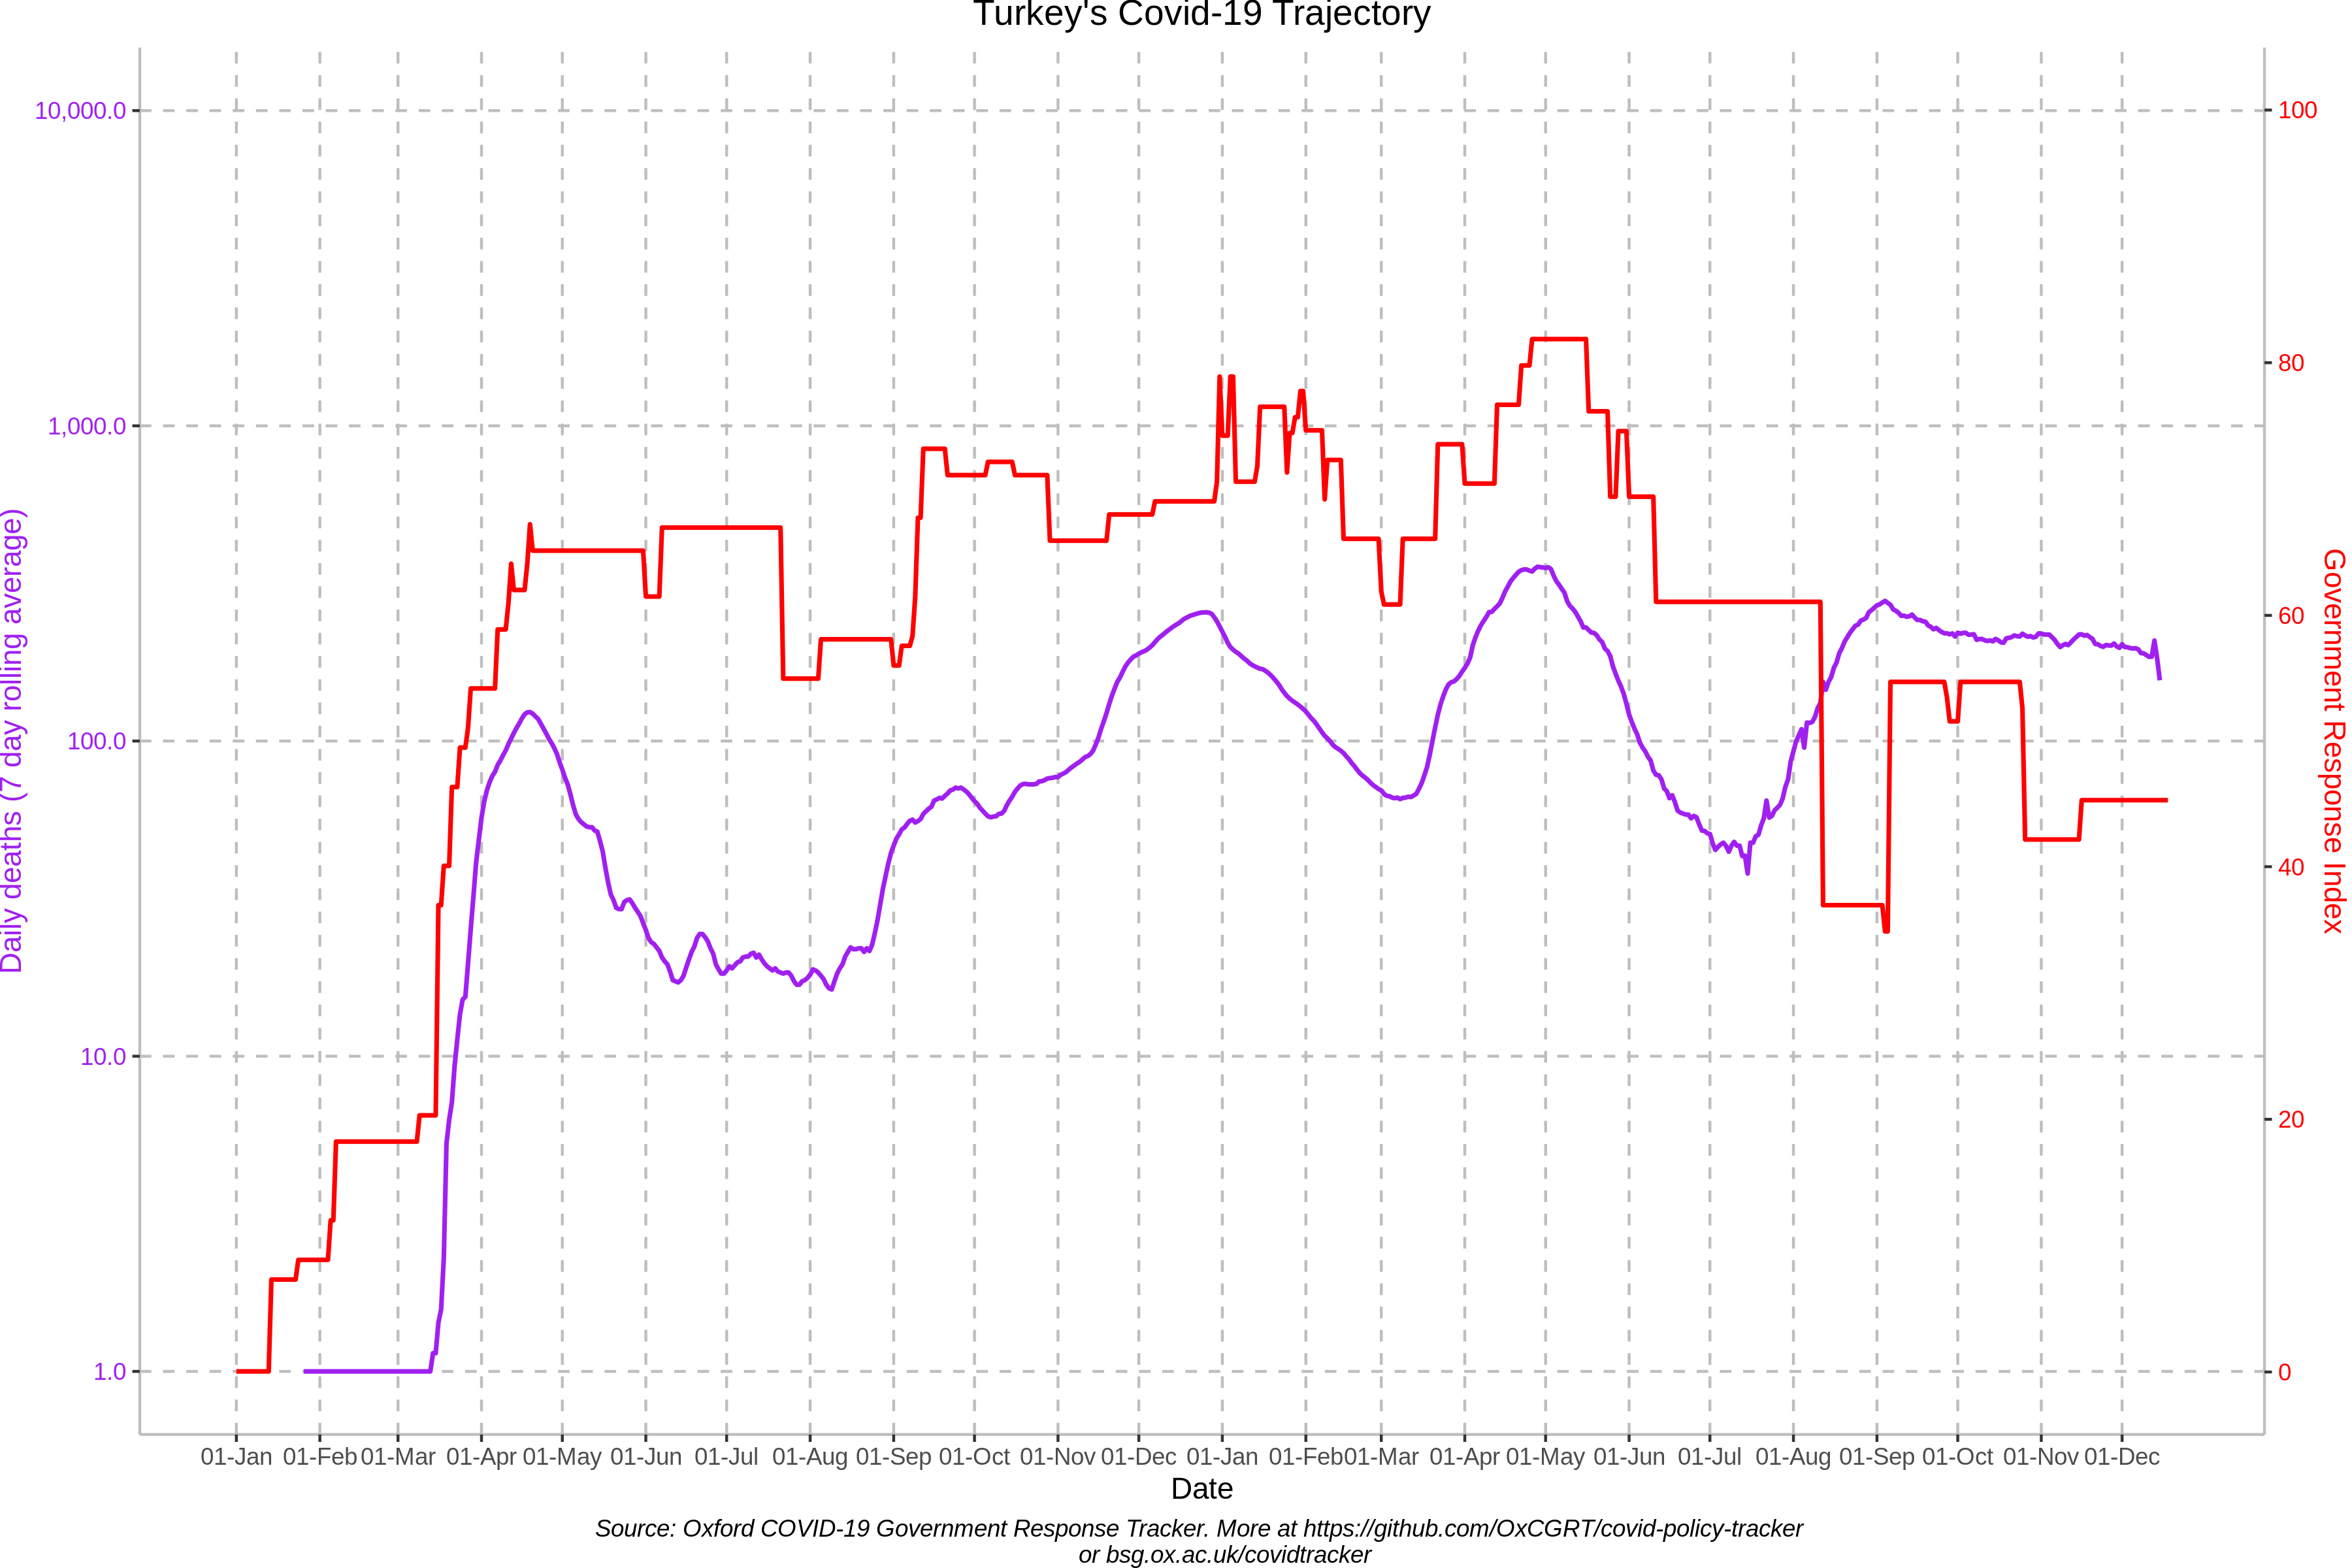 Turkey's Covid-19 Trajectory
10,000.0
1,000.0
100.0
10.0
1.0
Daily deaths (7 day rolling average)
100
80
60
40
20
0
Government Response Index
01-Jan 01-Feb 01-Mar 01-Apr 01-May 01-Jun 01-Jul 01-Aug 01-Sep 01-Oct 01-Nov 01-Dec 01-Jan 01-Feb 01-Mar 01-Apr 01-May 01-Jun 01-Jul 01-Aug 01-Sep 01-Oct 01-Nov 01-Dec
Date
Source: Oxford COVID-19 Government Response Tracker. More at https://github.com/OxCGRT/covid-policy-tracker
or bsg.ox.ac.uk/covidtracker